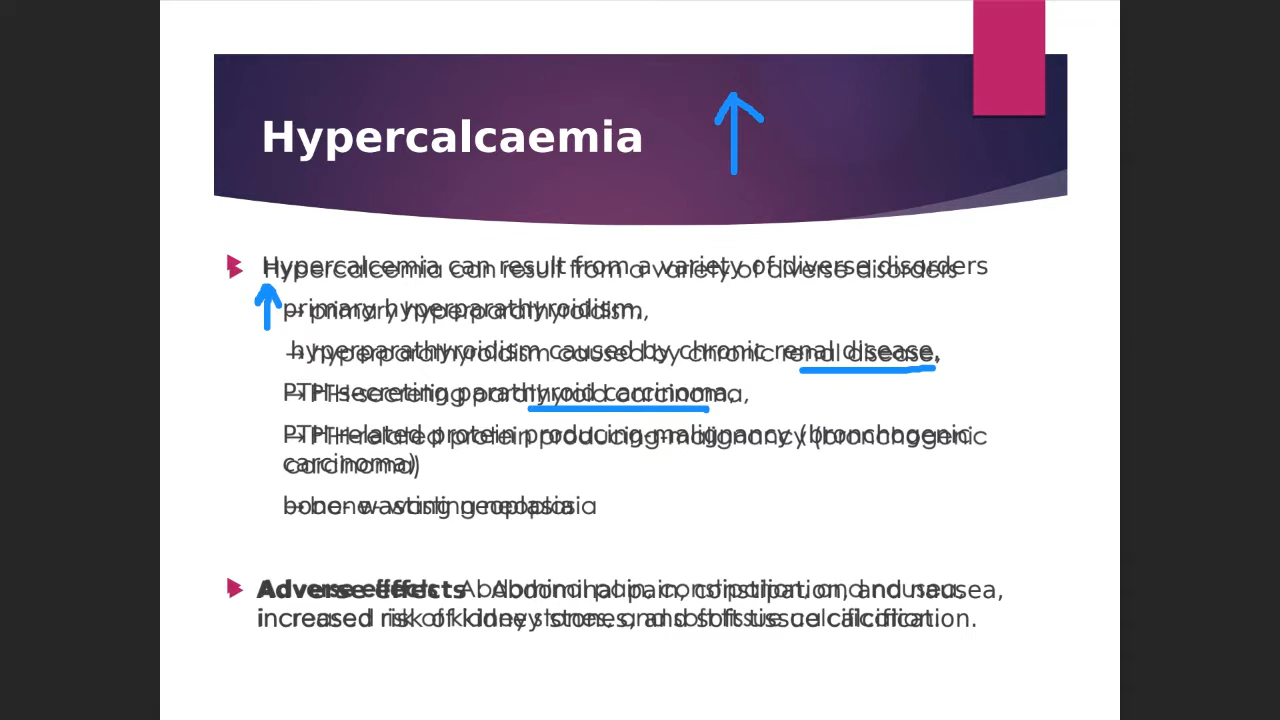 Hypercalcaemia
Hypercalcemia can result from a variety of diverse disorders
→ primary hyperparathyroidism,
→ hyperparathyroidism caused by chronic renal disease,
→ PTH-secreting parathyroid carcinoma,
→ PTH-related protein producing-malignancy (bronchogenic
carcinoma)
→ bone- wasting neoplasia
Adverse effects : Abdominal pain, constipation, and nausea,
increased risk of kidney stones, and soft tissue calcification.